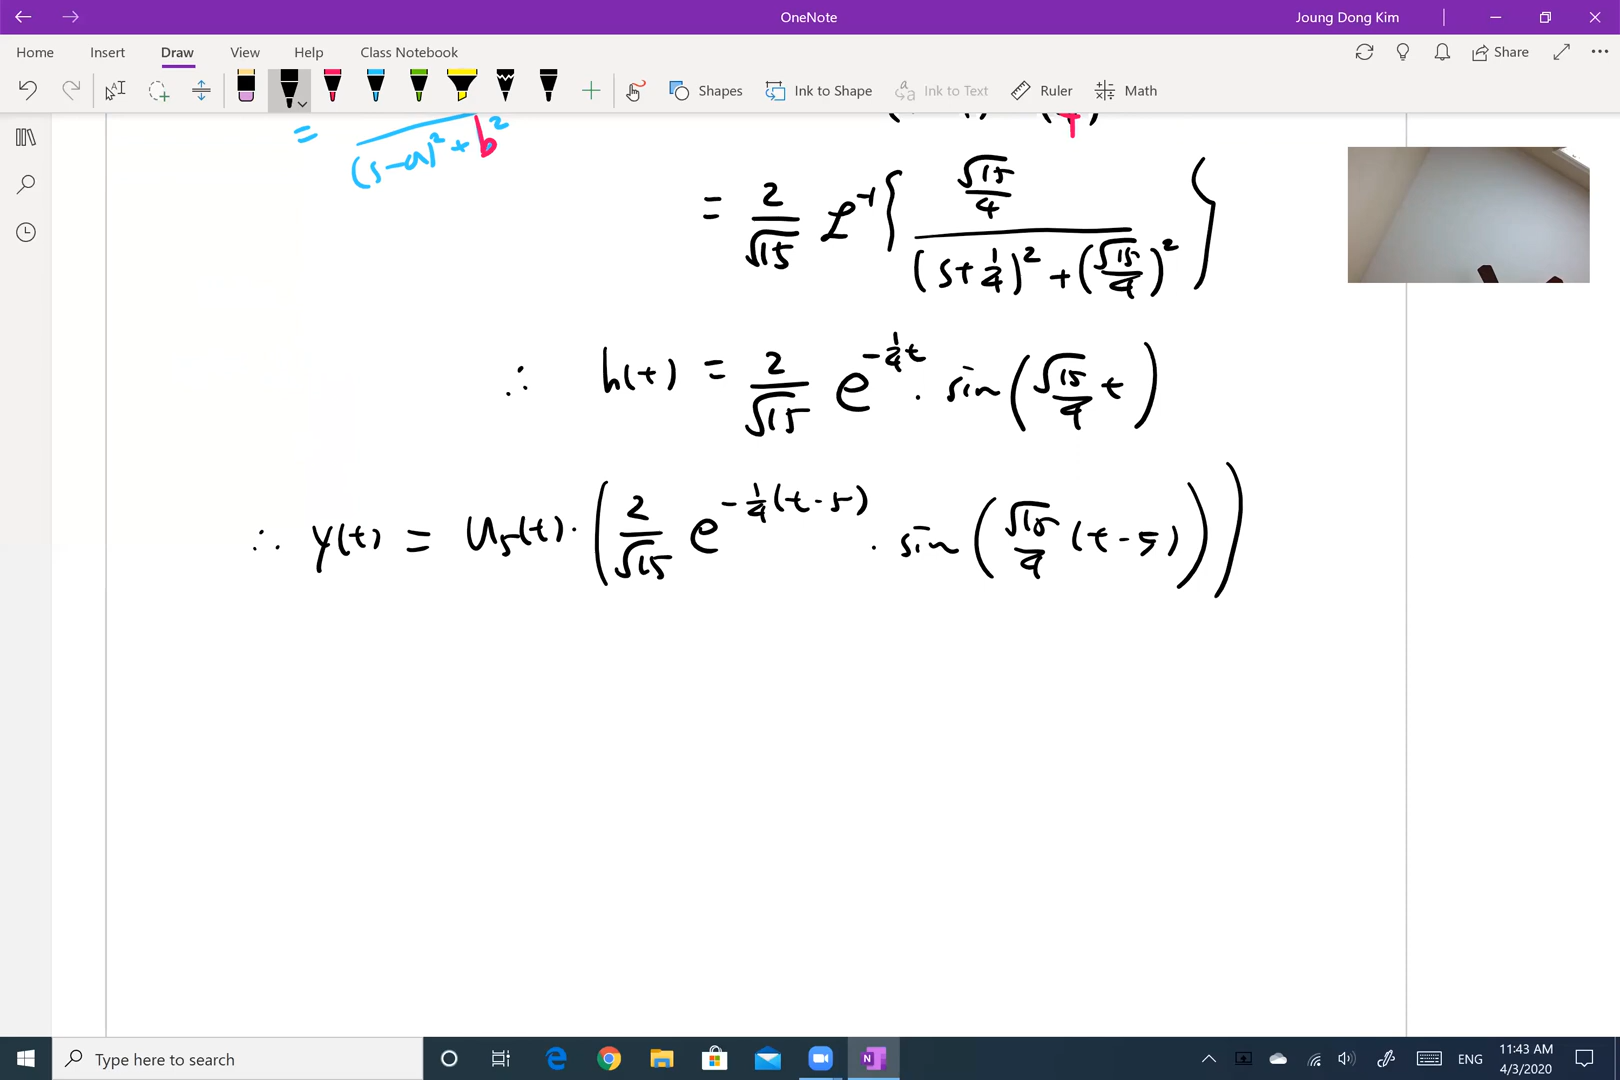 OneNote
Joung Dong Kim
Home Insert Draw View Help Class Notebook
Share
Shapes Ink to Shape Ink to Text Ruler Math
= (s-a)² + b²
= 2/√15 ℒ⁻¹{ (√15/4) / ((s+1/4)² + (√15/4)²) }
∴ h(t) = 2/√15 e^(-1/4 t) · sin(√15/4 t)
∴ y(t) = u₅(t) · (2/√15 e^(-1/4(t-5)) · sin(√15/4 (t-5)))
Type here to search
ENG
11:43 AM
4/3/2020